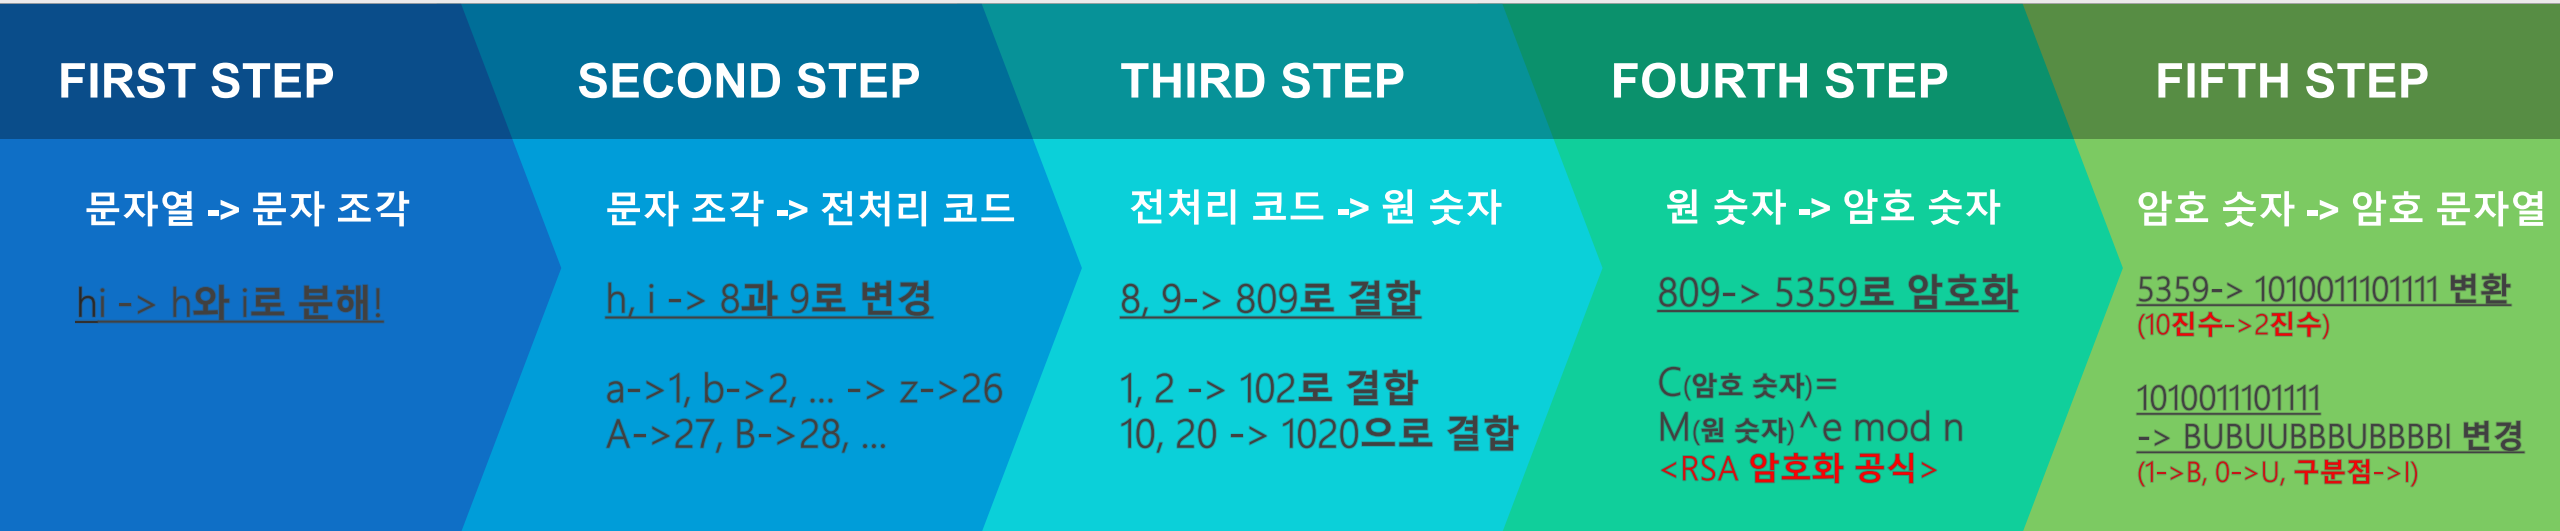 FIRST STEP
문자열 -> 문자 조각
hi -> h와 i로 분해!
SECOND STEP
문자 조각 -> 전처리 코드
h, i -> 8과 9로 변경
a->1, b->2, ... -> z->26
A->27, B->28, ...
THIRD STEP
전처리 코드 -> 원 숫자
8, 9-> 809로 결합
1, 2 -> 102로 결합
10, 20 -> 1020으로 결합
FOURTH STEP
원 숫자 -> 암호 숫자
809-> 5359로 암호화
C(암호 숫자)=
M(원 숫자)^e mod n
<RSA 암호화 공식>
FIFTH STEP
암호 숫자 -> 암호 문자열
5359-> 1010011101111 변환
(10진수->2진수)
1010011101111
-> BUBUUBBBUBBBBI 변경
(1->B, 0->U, 구분점->I)